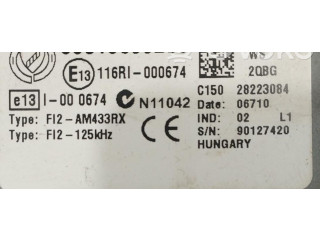 E13 116RI-000674
2QBG
e13 I-00 0674 N11042
C150 28223084
Date: 06710
Type: FI2-AM433RX
IND: 02 L1
Type: FI2-125kHz CE
S/N: 90127420
HUNGARY